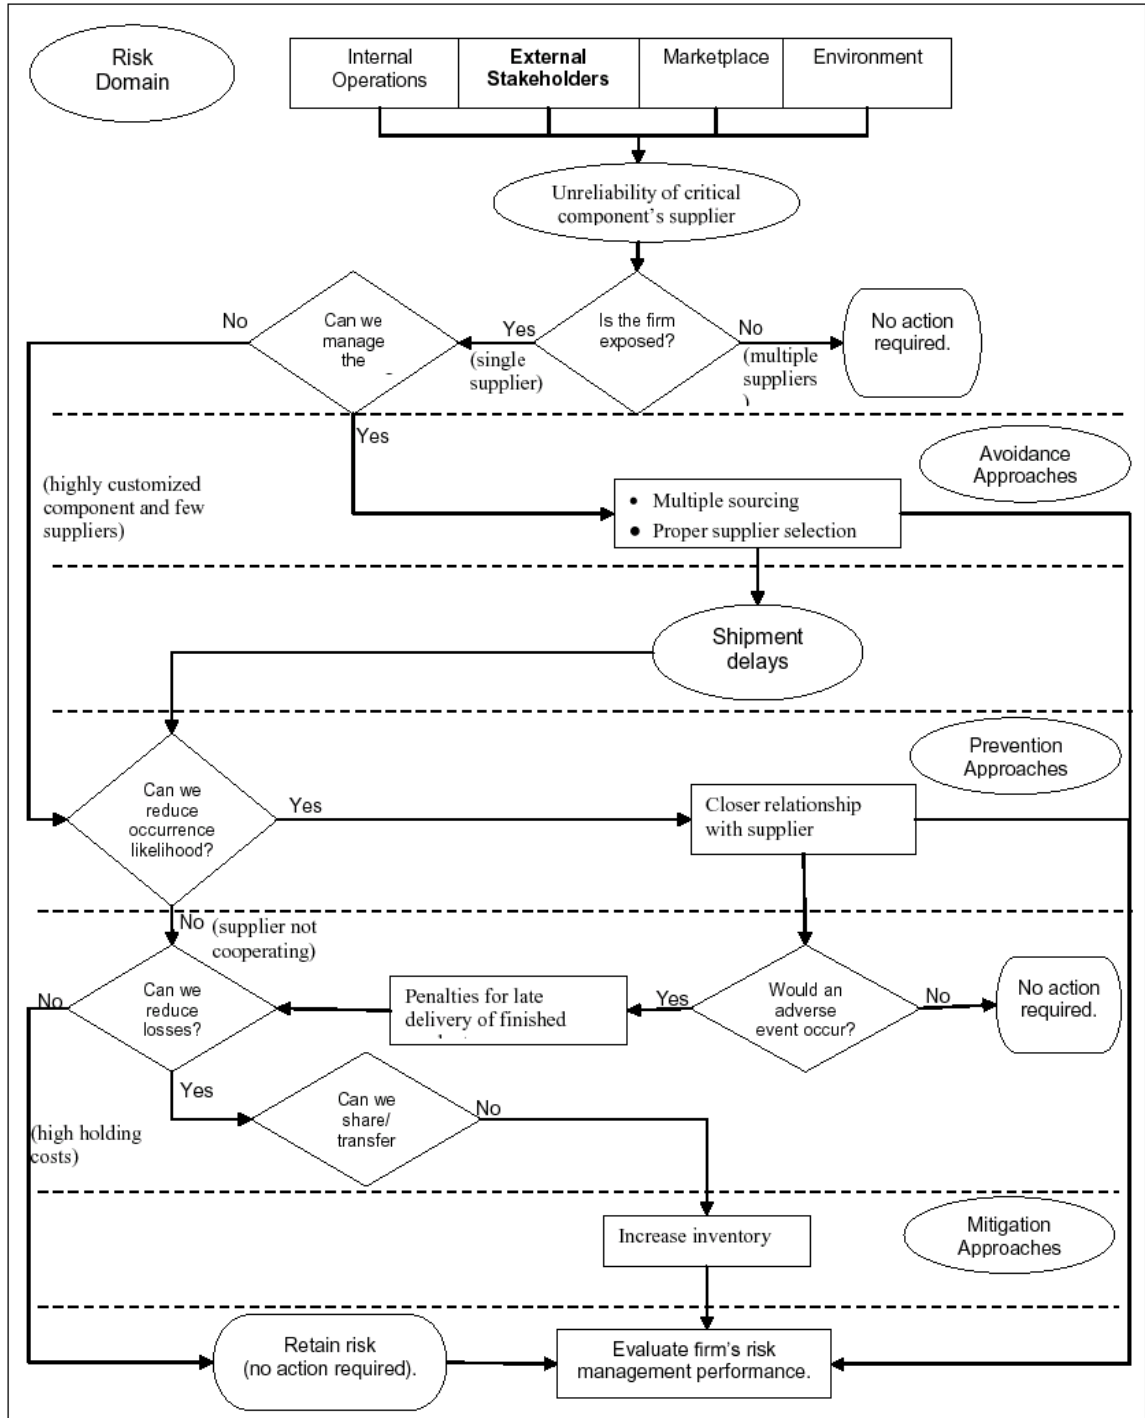 Risk
Domain
Internal
Operations
External
Stakeholders
Marketplace
Environment
Unreliability of critical
component's supplier
No
Can we
manage
the
Yes
(single
supplier)
Is the firm
exposed?
No
(multiple
suppliers
)
No action
required.
Yes
Avoidance
Approaches
(highly customized
component and few
suppliers)
• Multiple sourcing
● Proper supplier selection
Shipment
delays
Prevention
Approaches
Can we
reduce
occurrence
likelihood?
Yes
Closer relationship
with supplier
No
(supplier not
cooperating)
No
Can we
reduce
losses?
Penalties for late
delivery of finished
Yes
Would an
adverse
event occur?
No
No action
required.
Yes
Can we
share/
transfer
No
(high holding
costs)
Increase inventory
Mitigation
Approaches
Retain risk
(no action required).
Evaluate firm's risk
management performance.